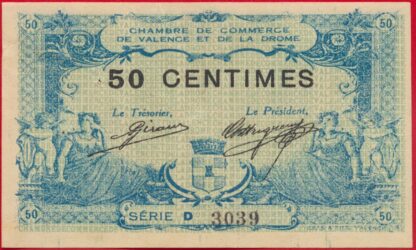 50 50
CHAMBRE DE COMMERCE
DE VALENCE ET DE LA DROME
50 CENTIMES
Le Trésorier, Le Président,
50 50
SÉRIE D 3039